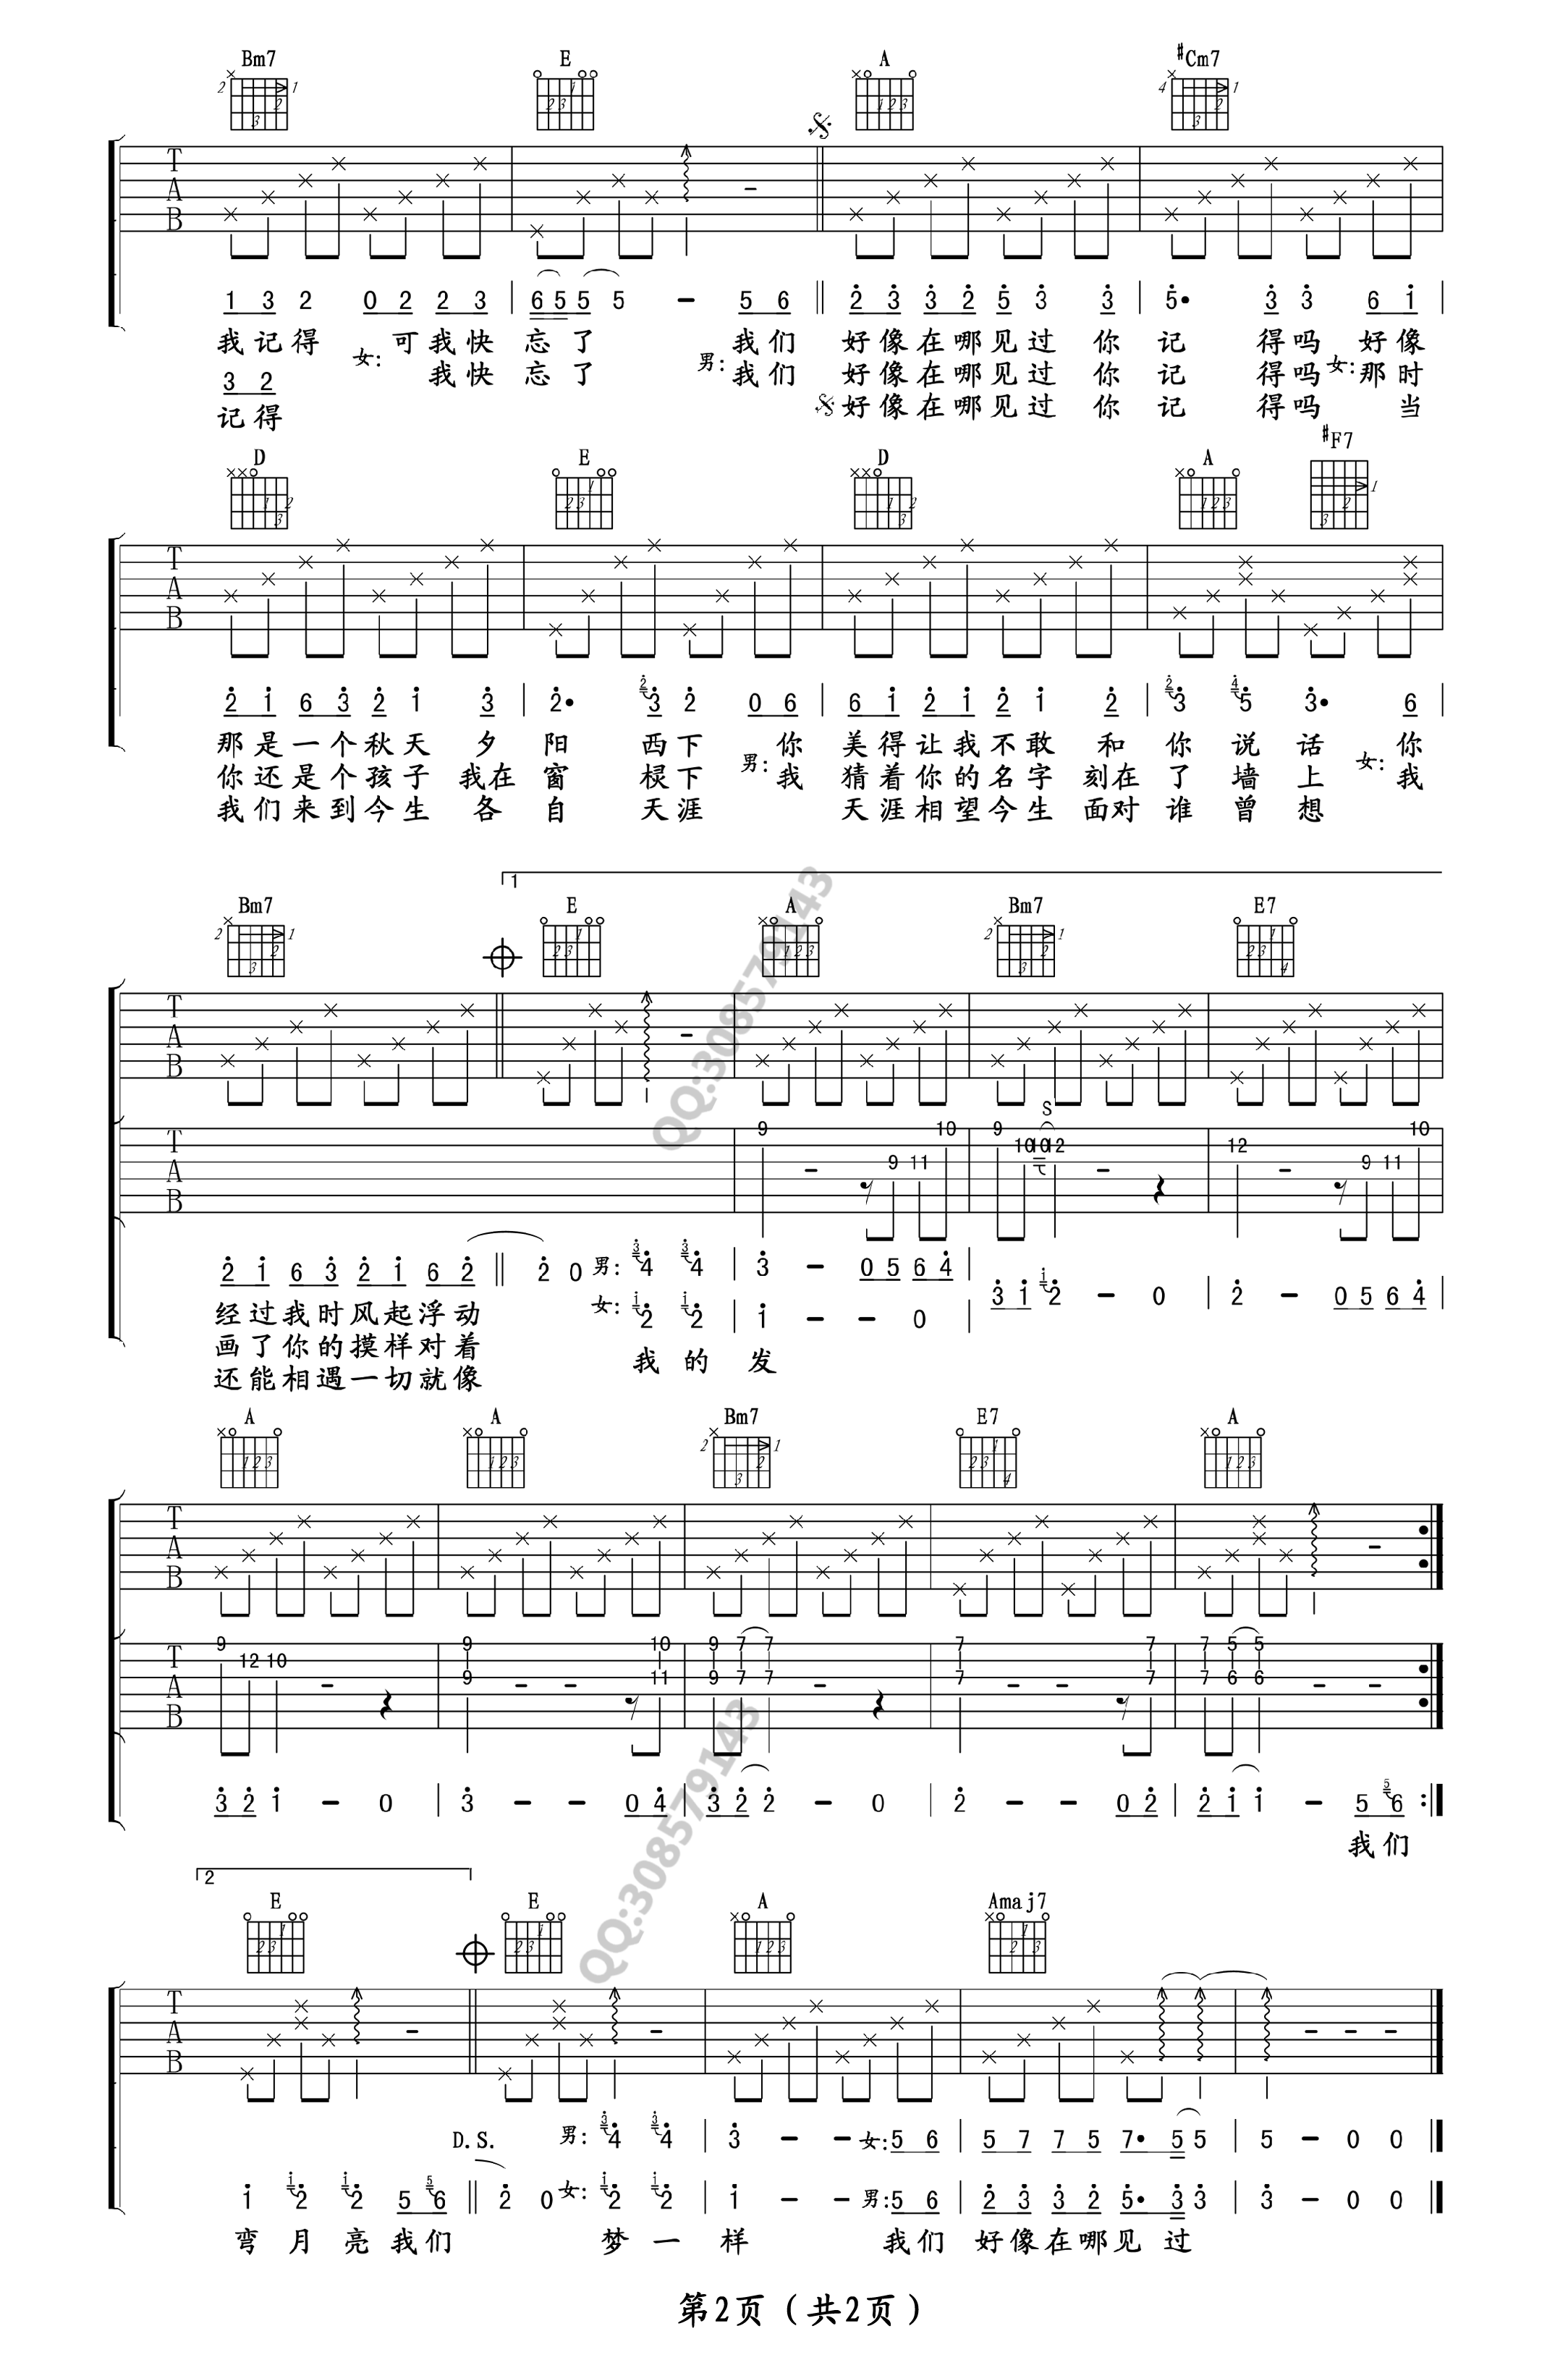 Bm7 E A #Cm7
1 3 2 0 2 2 3 6 5 5 5 - 5 6 2 3 3 2 5 3 3 5· 3 3 6 1
我记得 女: 可我快忘了 男: 我们 好像在哪见过 你 记 得吗 好像
我快忘了 我们 好像在哪见过 你 记 得吗 女: 那时
3 2
记得 好像在哪见过 你 记 得吗 当
D E D A #F7
2 1 6 3 2 1 3 2· 2 3 2 0 6 6 1 2 1 2 1 2 2 3 4 5 3· 6
那是一个秋天 夕 阳 西下 你 美得让我不敢 和 你 说 话 你
你还是个孩子 我在 窗 棂下 男: 我 猜着你的名字 刻在 了 墙 上 女: 我
我们来到今生 各 自 天涯 天涯相望今生 面对 谁 曾 想
1
Bm7 E A Bm7 E7
S
9 9 11 10 9 10 10 12 12 9 11 10
2 1 6 3 2 1 6 2 2 0 男: 3 4 3 4 3 - 0 5 6 4
3 1 1 2 - 0 2 - 0 5 6 4
女: 1 2 1 2 1 - - 0
经过我时风起浮动
画了你的摸样对着 我 的 发
还能相遇一切就像
A A Bm7 E7 A
9 12 10 9 10 9 7 7 7 7 7 5 5
9 11 9 7 7 7 7 7 6 6
3 2 1 - 0 3 - - 0 4 3 2 2 - 0 2 - - 0 2 2 1 1 - 5 5 6
我们
2
E E A Amaj7
D.S. 男: 3 4 3 4 3 - - 女: 5 6 5 7 7 5 7· 5 5 5 - 0 0
1 1 2 1 2 5 5 6 2 0 女: 1 2 1 2 1 - - 男: 5 6 2 3 3 2 5· 3 3 3 - 0 0
弯 月 亮 我们 梦 一 样 我们 好像在哪见 过
第2页（共2页）
QQ:308579143
QQ:308579143